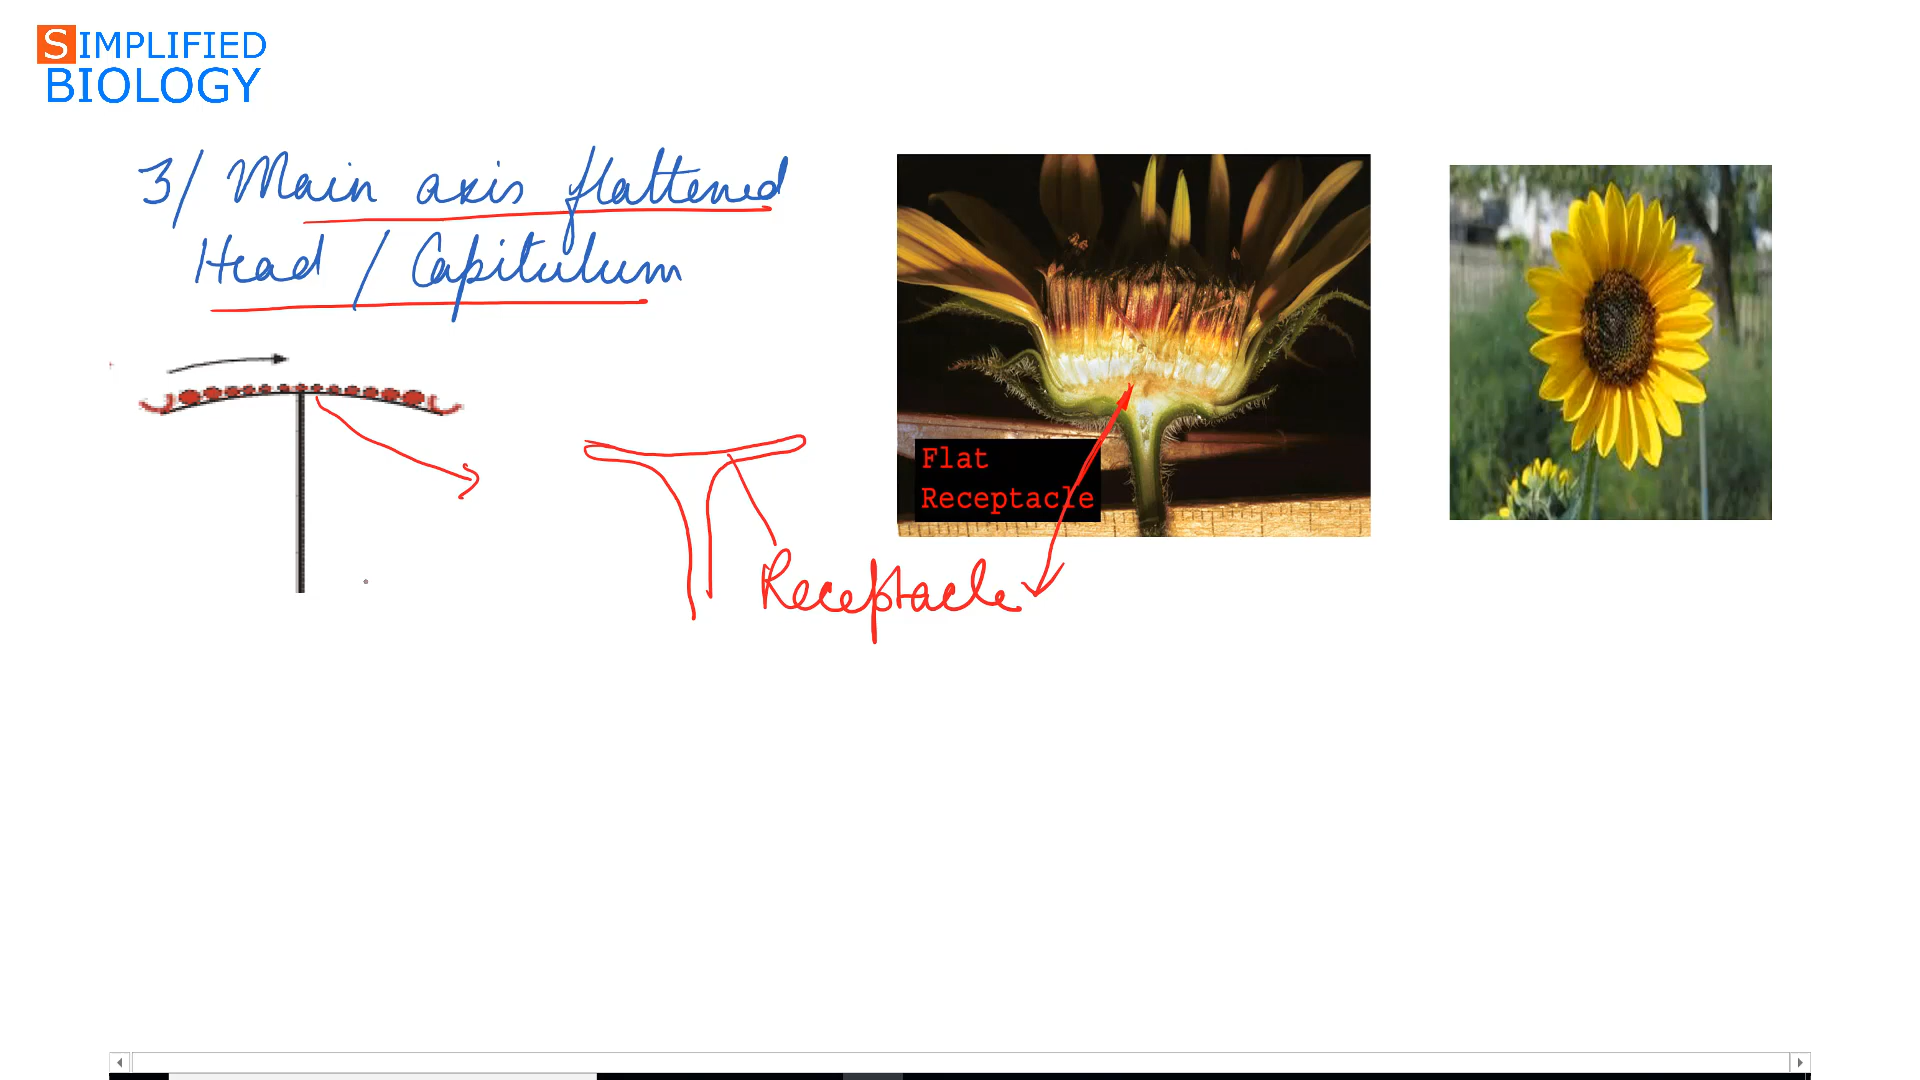 SIMPLIFIED
BIOLOGY
3/ Main axis flattened
Head / Capitulum
Flat
Receptacle
Receptacle